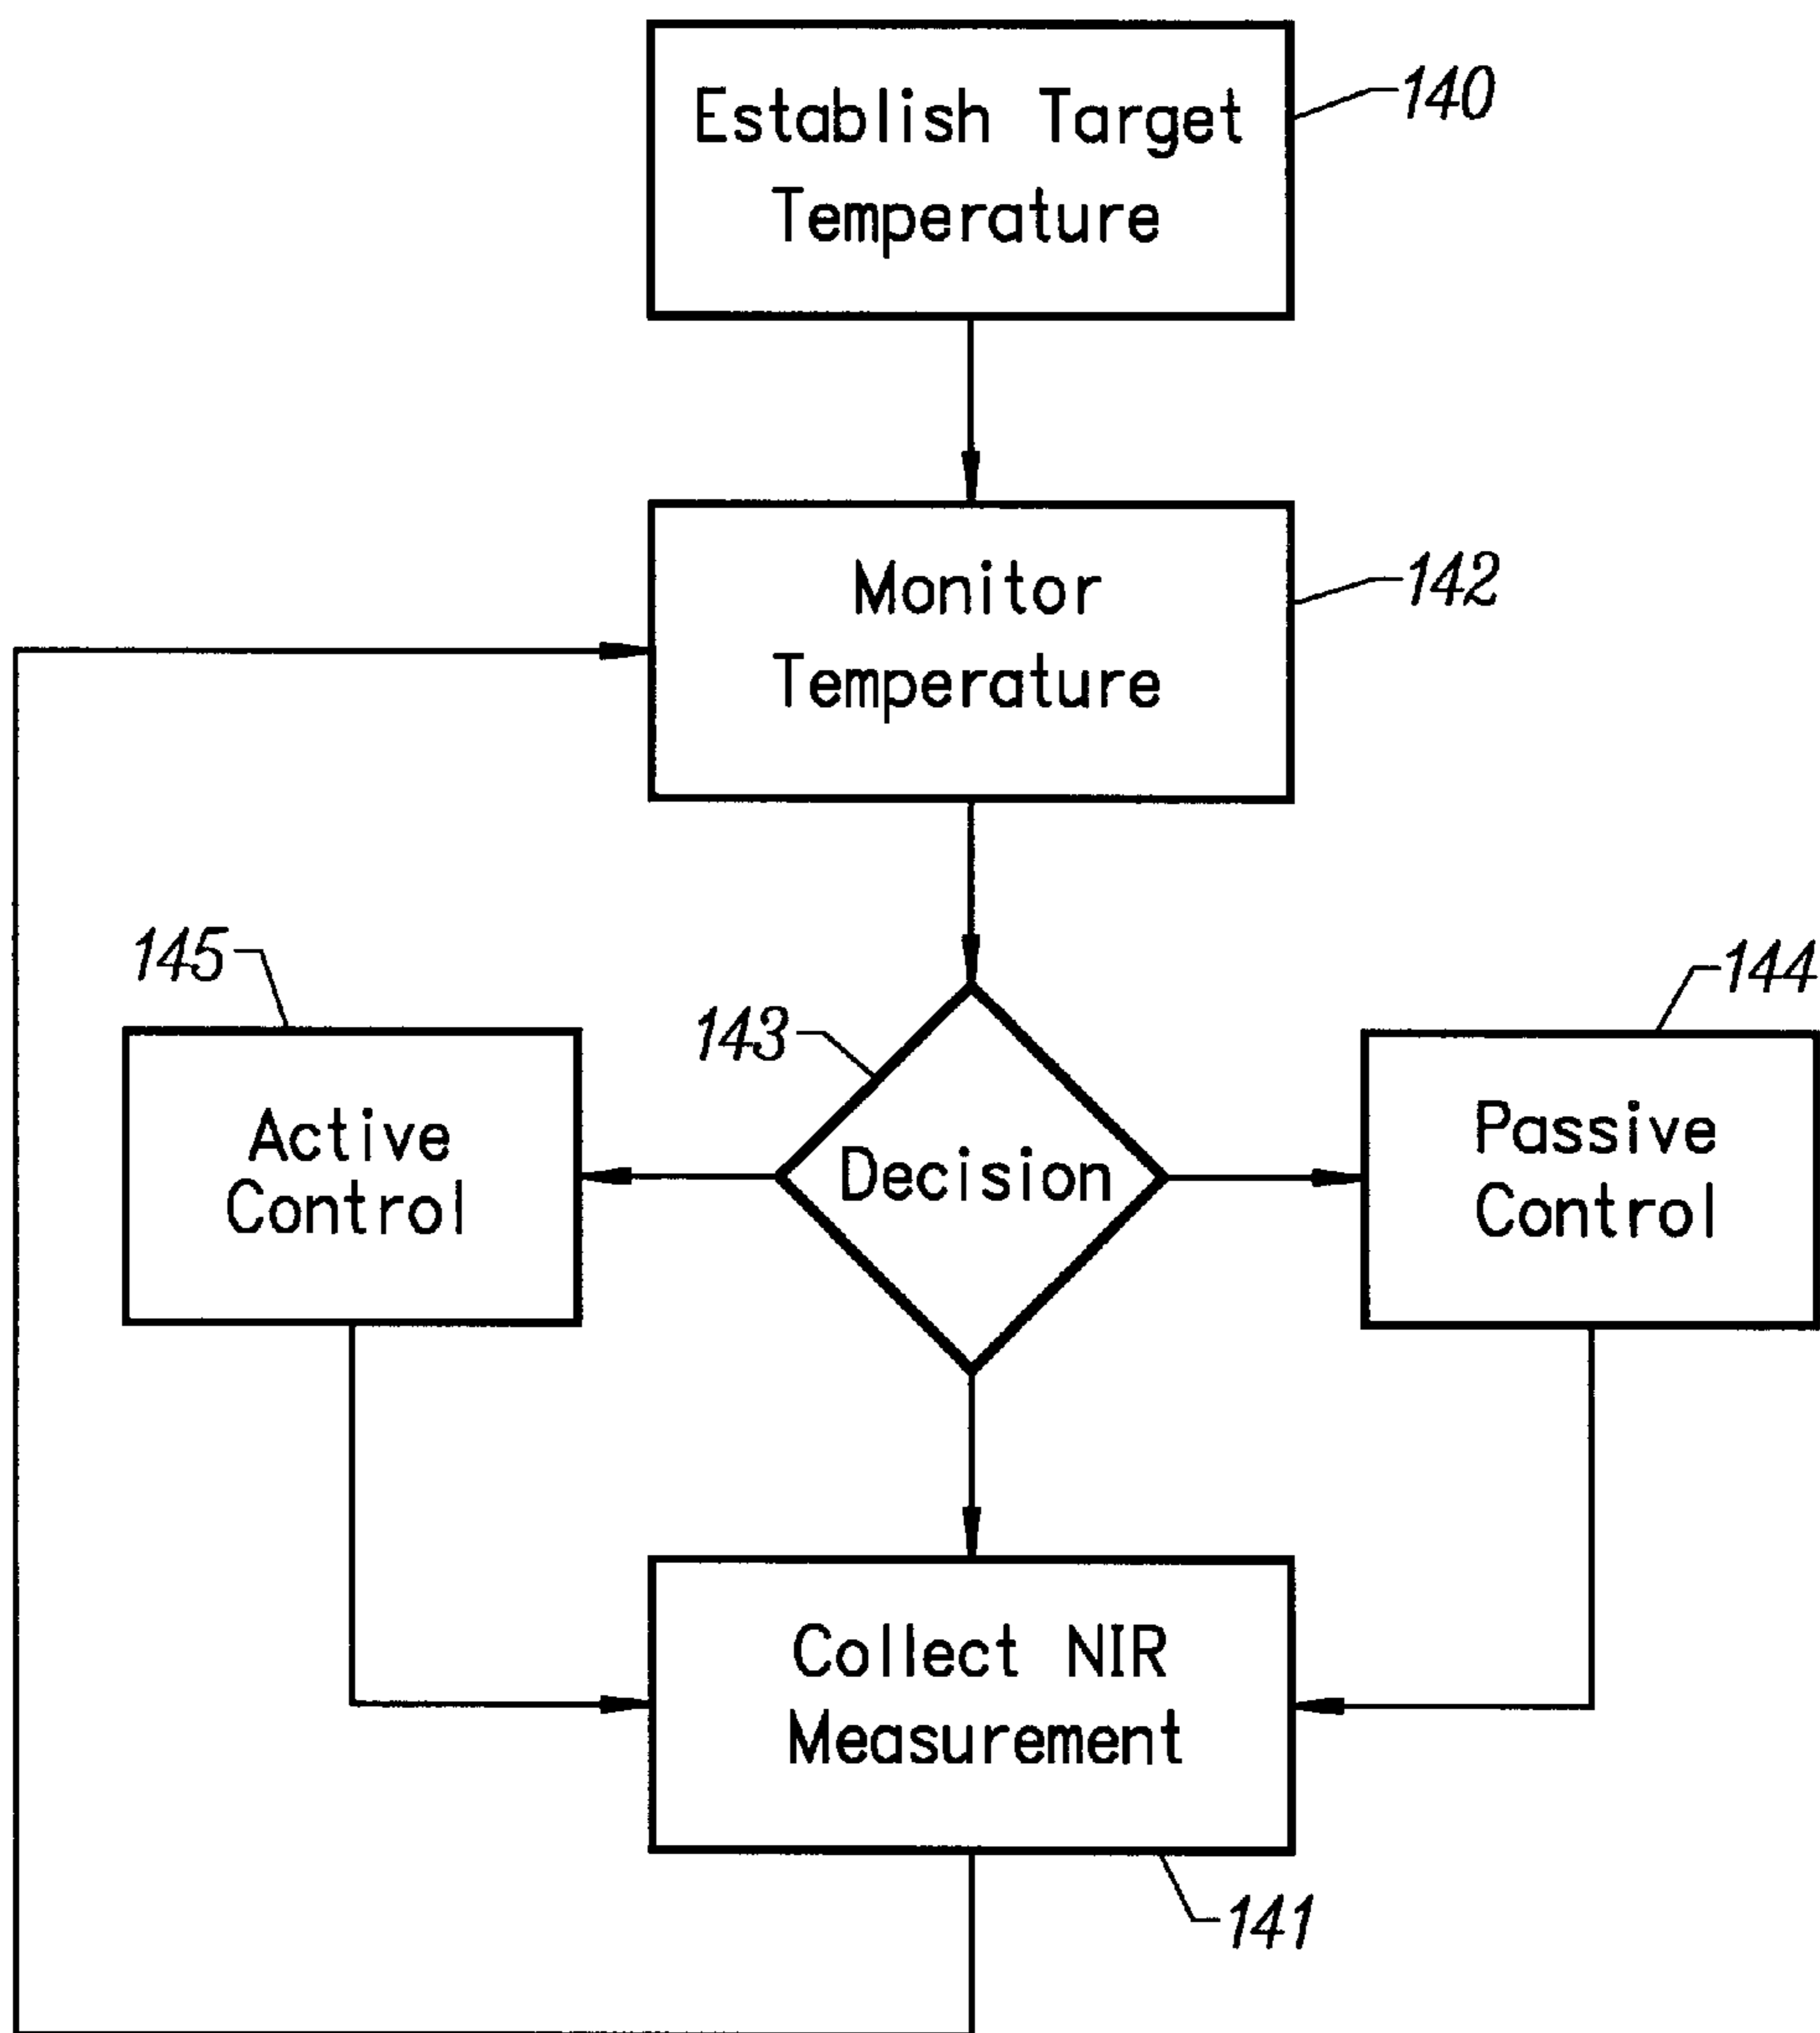 Establish Target
Temperature
140
Monitor
Temperature
142
145
143
144
Active
Control
Decision
Passive
Control
Collect NIR
Measurement
141